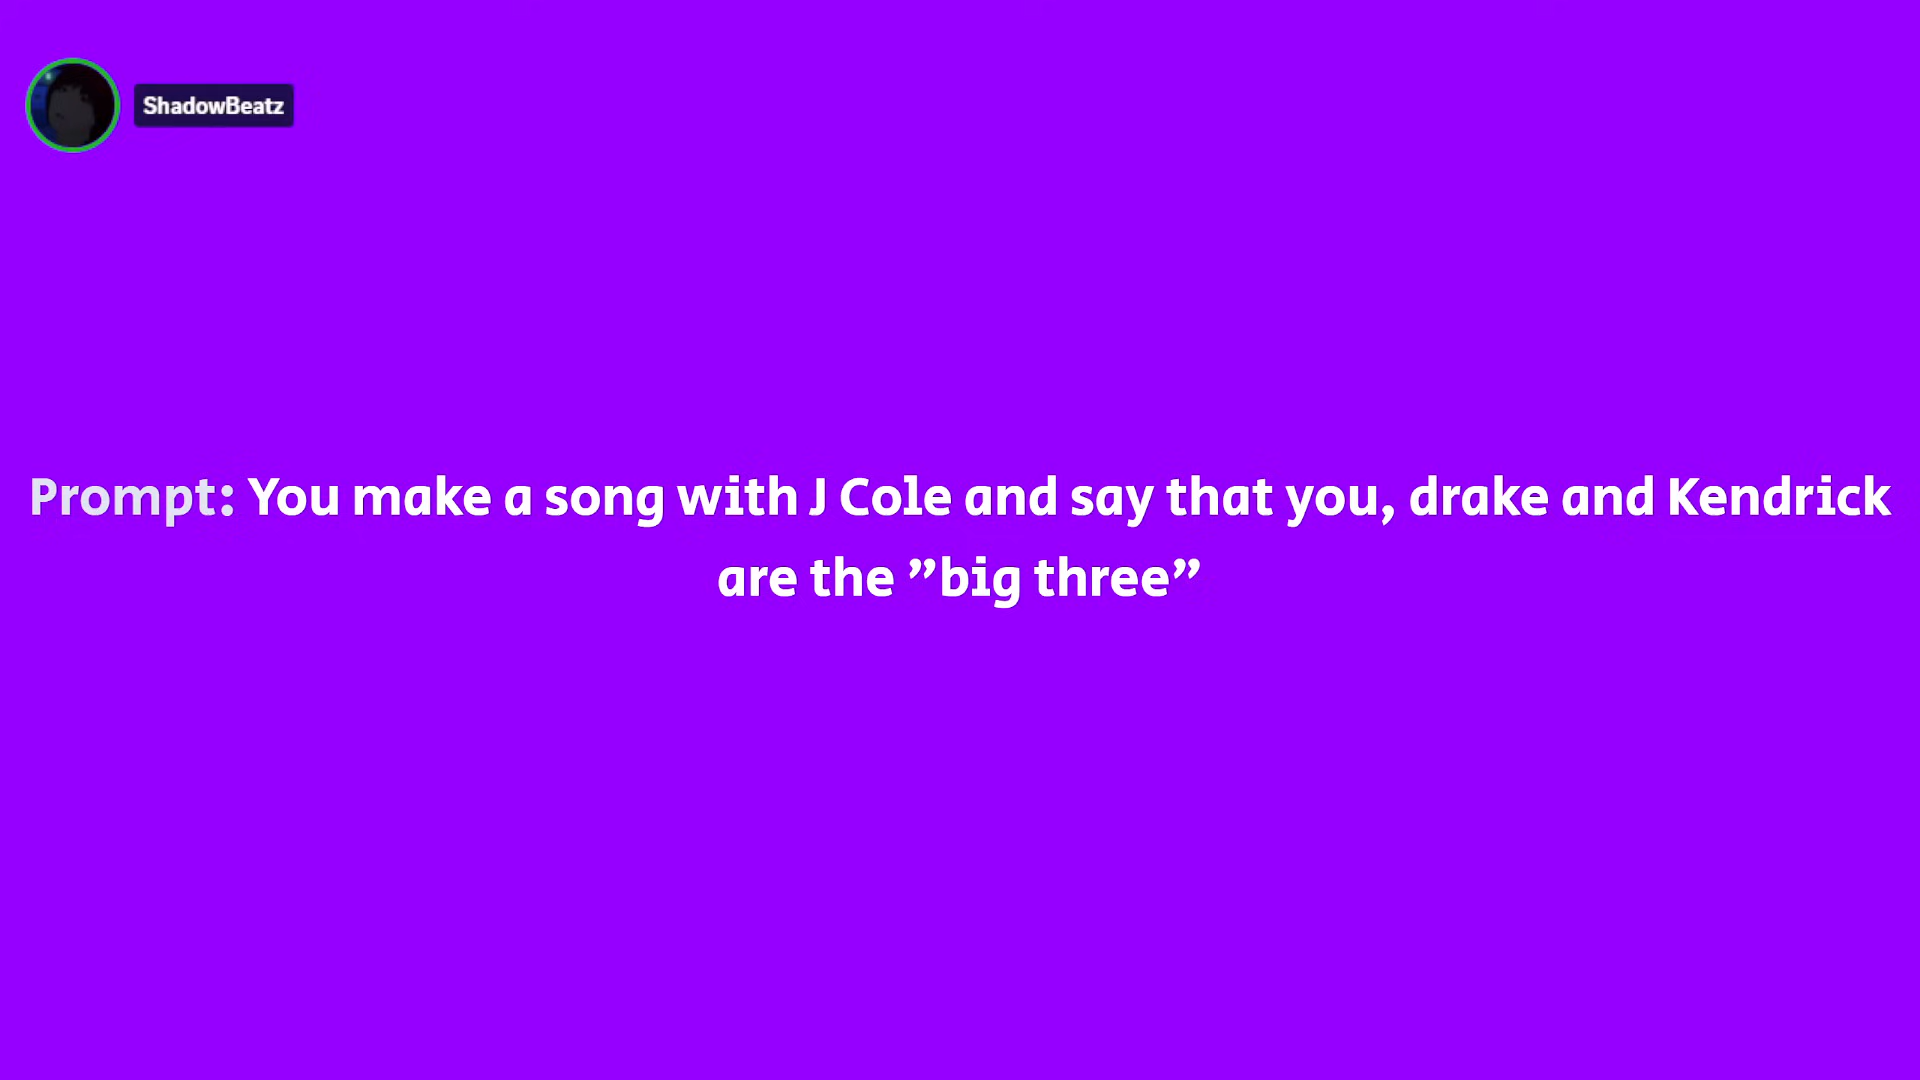 ShadowBeatz
Prompt: You make a song with J Cole and say that you, drake and Kendrick
are the ”big three”